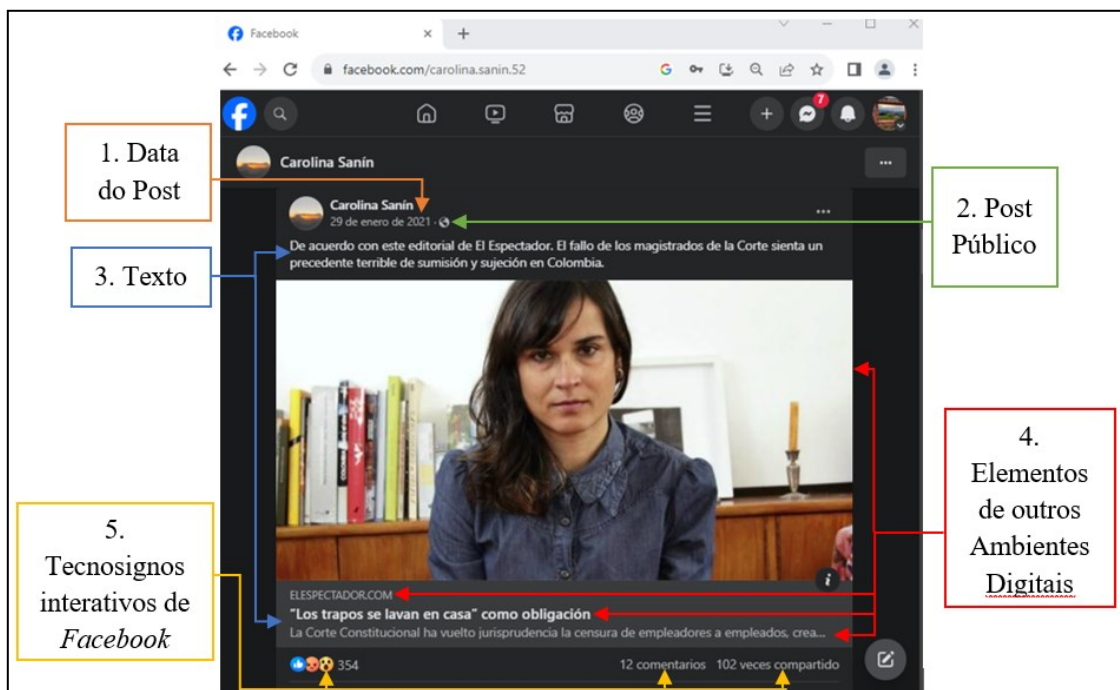 Facebook
facebook.com/carolina.sanin.52
7
Carolina Sanín
1. Data
do Post
Carolina Sanín
29 de enero de 2021
2. Post
Público
3. Texto
De acuerdo con este editorial de El Espectador. El fallo de los magistrados de la Corte sienta un
precedente terrible de sumisión y sujeción en Colombia.
4.
Elementos
de outros
Ambientes
Digitais
5.
Tecnosignos
interativos de
Facebook
ELESPECTADOR.COM
"Los trapos se lavan en casa" como obligación
La Corte Constitucional ha vuelto jurisprudencia la censura de empleadores a empleados, crea...
354
12 comentarios 102 veces compartido